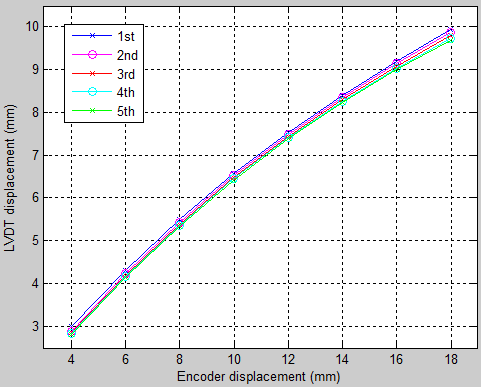 10
9
8
7
6
5
4
3
LVDT displacement (mm)
1st
2nd
3rd
4th
5th
4 6 8 10 12 14 16 18
Encoder displacement (mm)